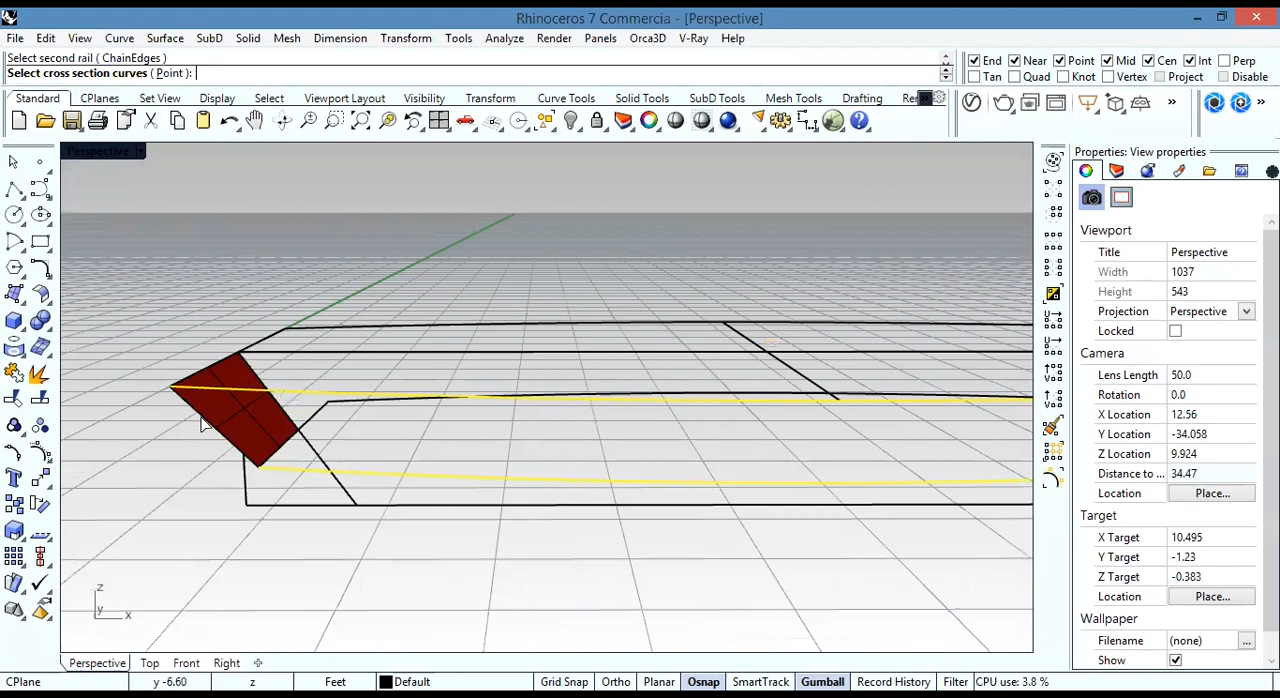 Rhinoceros 7 Commercia - [Perspective]
File Edit View Curve Surface SubD Solid Mesh Dimension Transform Tools Analyze Render Panels Orca3D V-Ray Help
Select second rail ( ChainEdges )
Select cross section curves ( Point ):
End Near Point Mid Cen Int Perp
Tan Quad Knot Vertex Project Disable
Standard CPlanes Set View Display Select Viewport Layout Visibility Transform Curve Tools Solid Tools SubD Tools Mesh Tools Drafting Re
Perspective
Properties: View properties
Viewport
Title Perspective
Width 1037
Height 543
Projection Perspective
Locked
Camera
Lens Length 50.0
Rotation 0.0
X Location 12.56
Y Location -34.058
Z Location 9.924
Distance to ... 34.47
Location Place...
Target
X Target 10.495
Y Target -1.23
Z Target -0.383
Location Place...
Wallpaper
Filename (none) ...
Show
z
y x
Perspective Top Front Right
CPlane y -6.60 z Feet Default Grid Snap Ortho Planar Osnap SmartTrack Gumball Record History Filter CPU use: 3.8 %